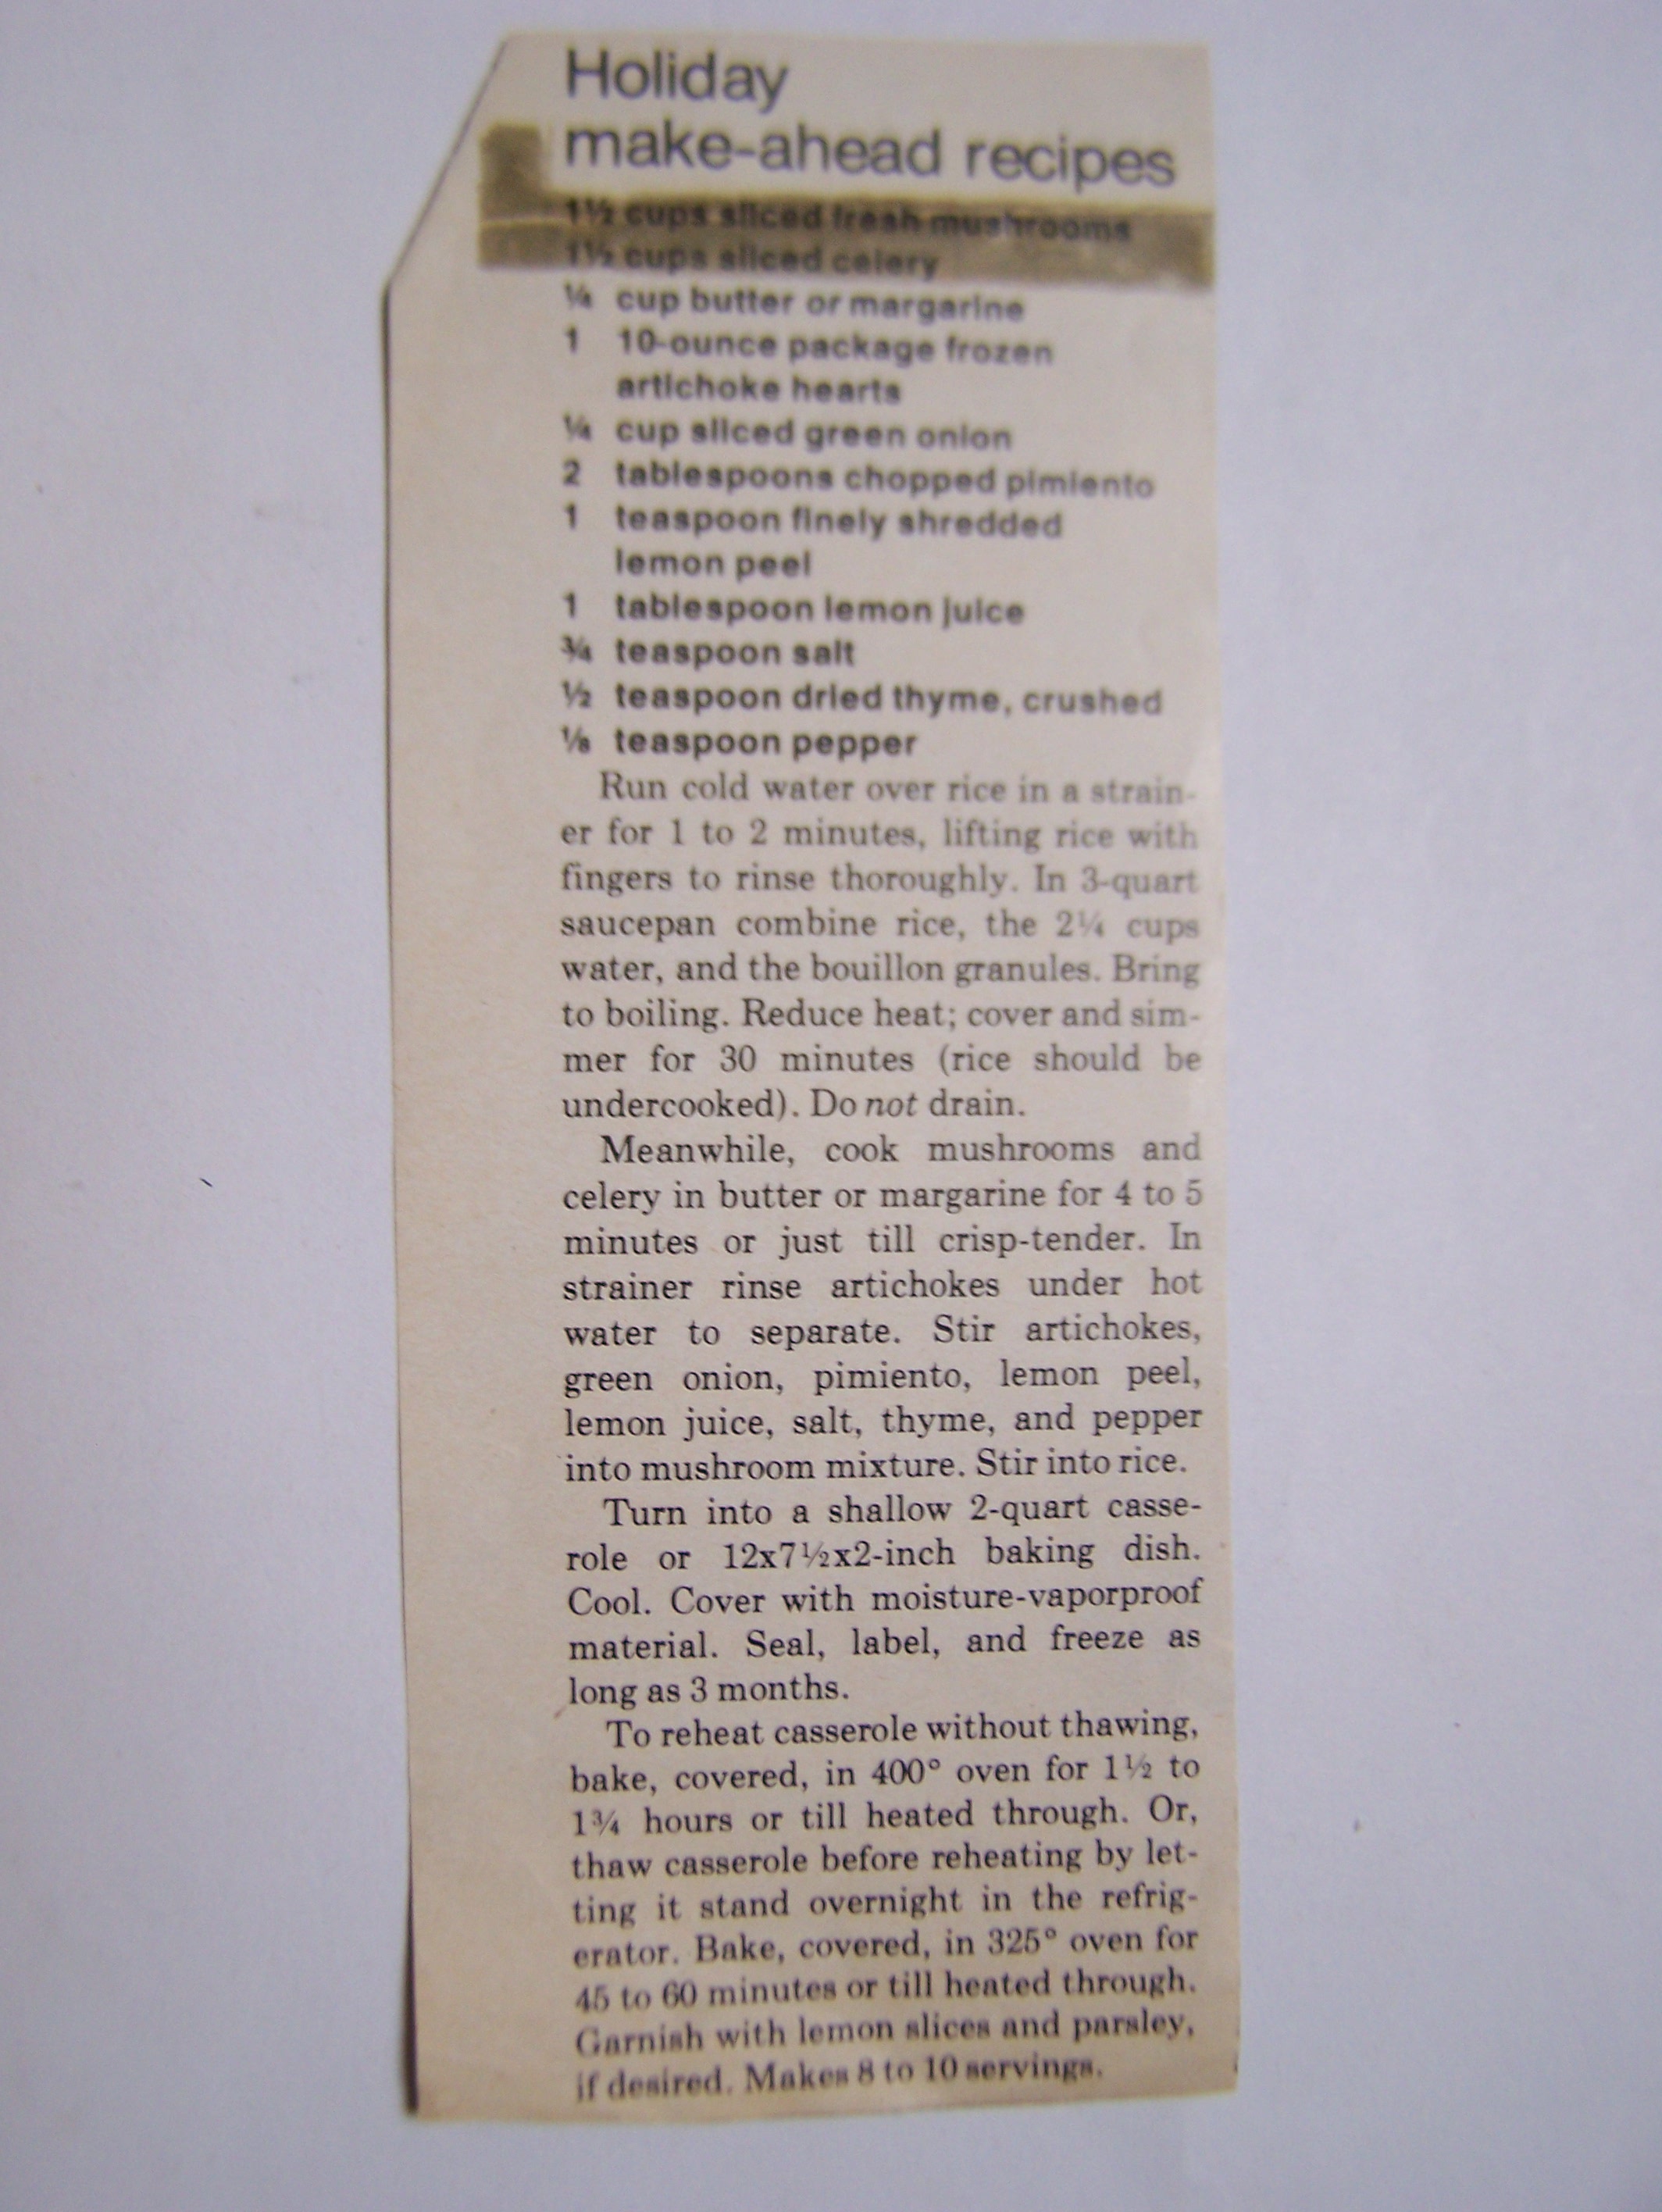 Holiday
make-ahead recipes
1½ cups sliced fresh mushrooms
1½ cups sliced celery
¼ cup butter or margarine
1 10-ounce package frozen
artichoke hearts
¼ cup sliced green onion
2 tablespoons chopped pimiento
1 teaspoon finely shredded
lemon peel
1 tablespoon lemon juice
¾ teaspoon salt
½ teaspoon dried thyme, crushed
⅛ teaspoon pepper
Run cold water over rice in a strain-
er for 1 to 2 minutes, lifting rice with
fingers to rinse thoroughly. In 3-quart
saucepan combine rice, the 2¼ cups
water, and the bouillon granules. Bring
to boiling. Reduce heat; cover and sim-
mer for 30 minutes (rice should be
undercooked). Do not drain.
Meanwhile, cook mushrooms and
celery in butter or margarine for 4 to 5
minutes or just till crisp-tender. In
strainer rinse artichokes under hot
water to separate. Stir artichokes,
green onion, pimiento, lemon peel,
lemon juice, salt, thyme, and pepper
into mushroom mixture. Stir into rice.
Turn into a shallow 2-quart casse-
role or 12x7½x2-inch baking dish.
Cool. Cover with moisture-vaporproof
material. Seal, label, and freeze as
long as 3 months.
To reheat casserole without thawing,
bake, covered, in 400° oven for 1½ to
1¾ hours or till heated through. Or,
thaw casserole before reheating by let-
ting it stand overnight in the refrig-
erator. Bake, covered, in 325° oven for
45 to 60 minutes or till heated through.
Garnish with lemon slices and parsley,
if desired. Makes 8 to 10 servings.